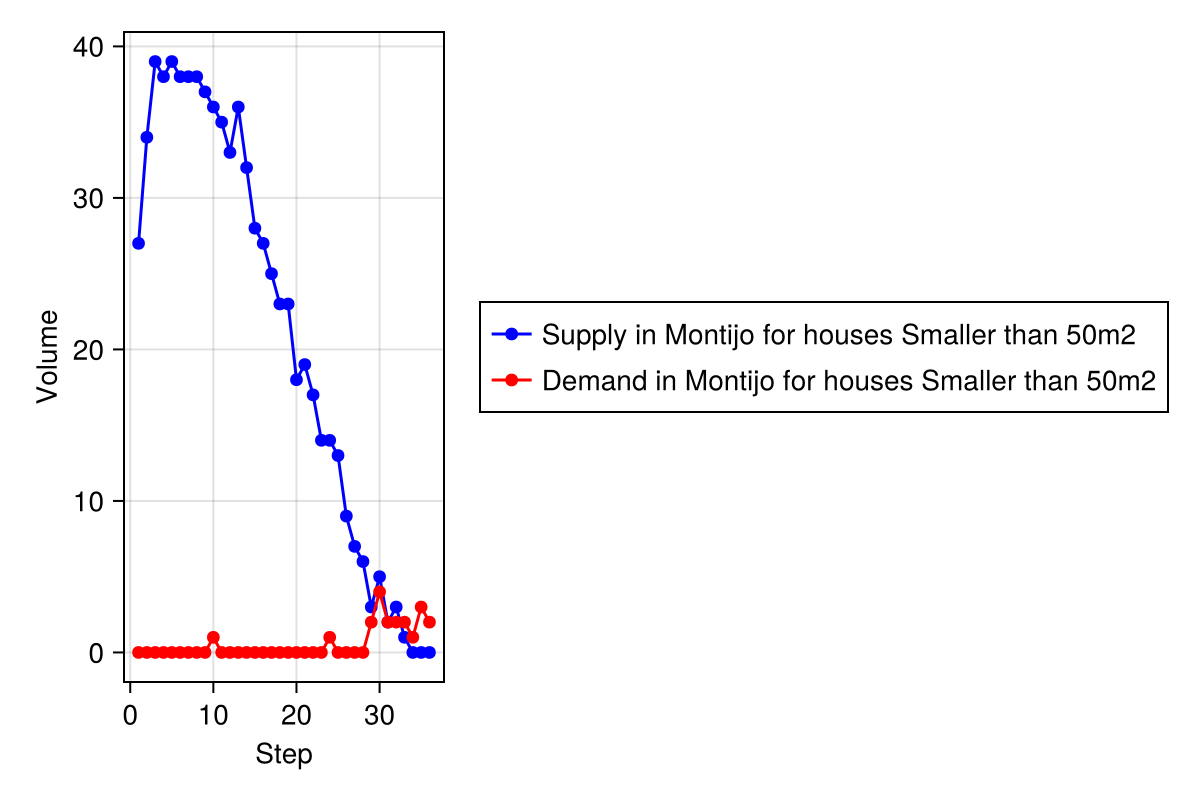 40
30
20
10
0
Volume
0 10 20 30
Step
Supply in Montijo for houses Smaller than 50m2
Demand in Montijo for houses Smaller than 50m2